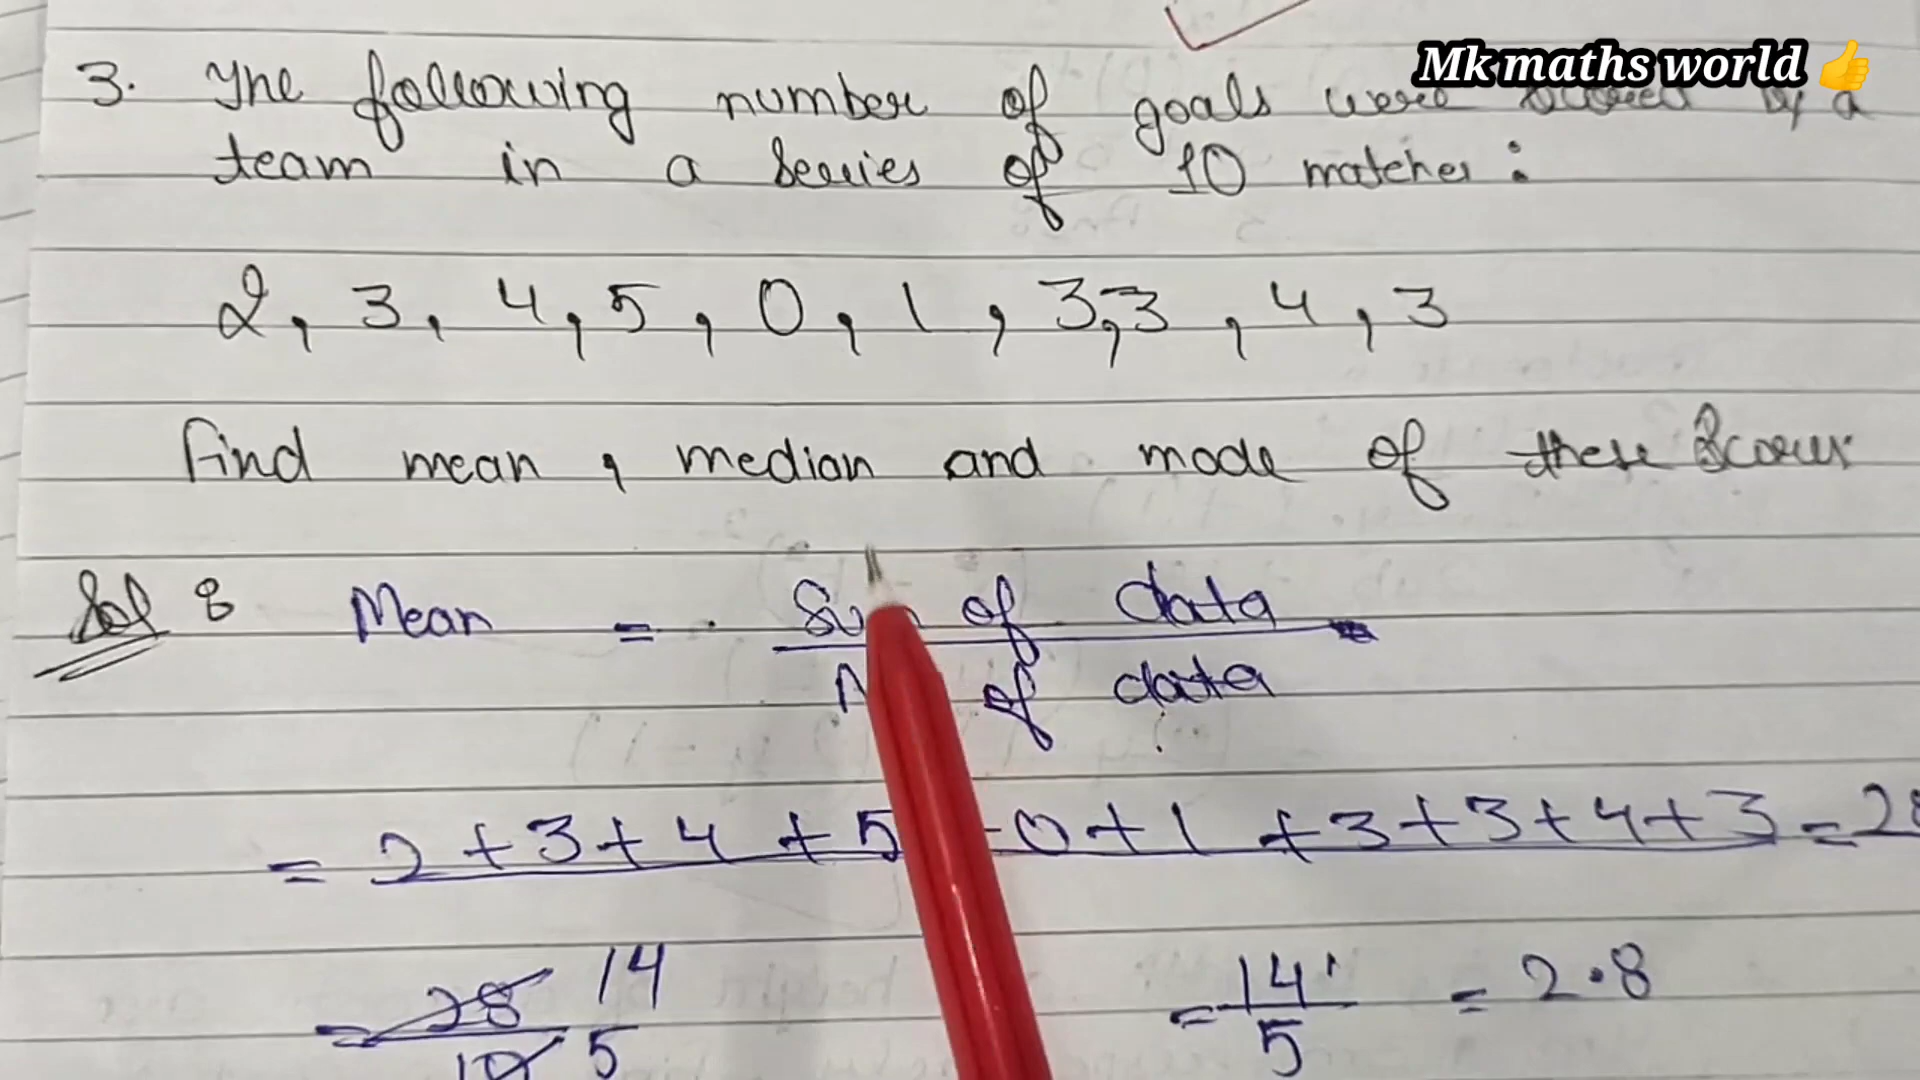 Mk maths world 👍
3. The following number of goals were scored by a
team in a series of 10 matches :
2, 3, 4, 5, 0, 1, 3, 3, 4, 3
Find mean, median and mode of these Scores
Sol : Mean = Sum of data
of data
= 2 + 3 + 4 + 5 0 + 1 + 3 + 3 + 4 + 3 = 28
= 28 14 = 14 = 2.8
10 5 5